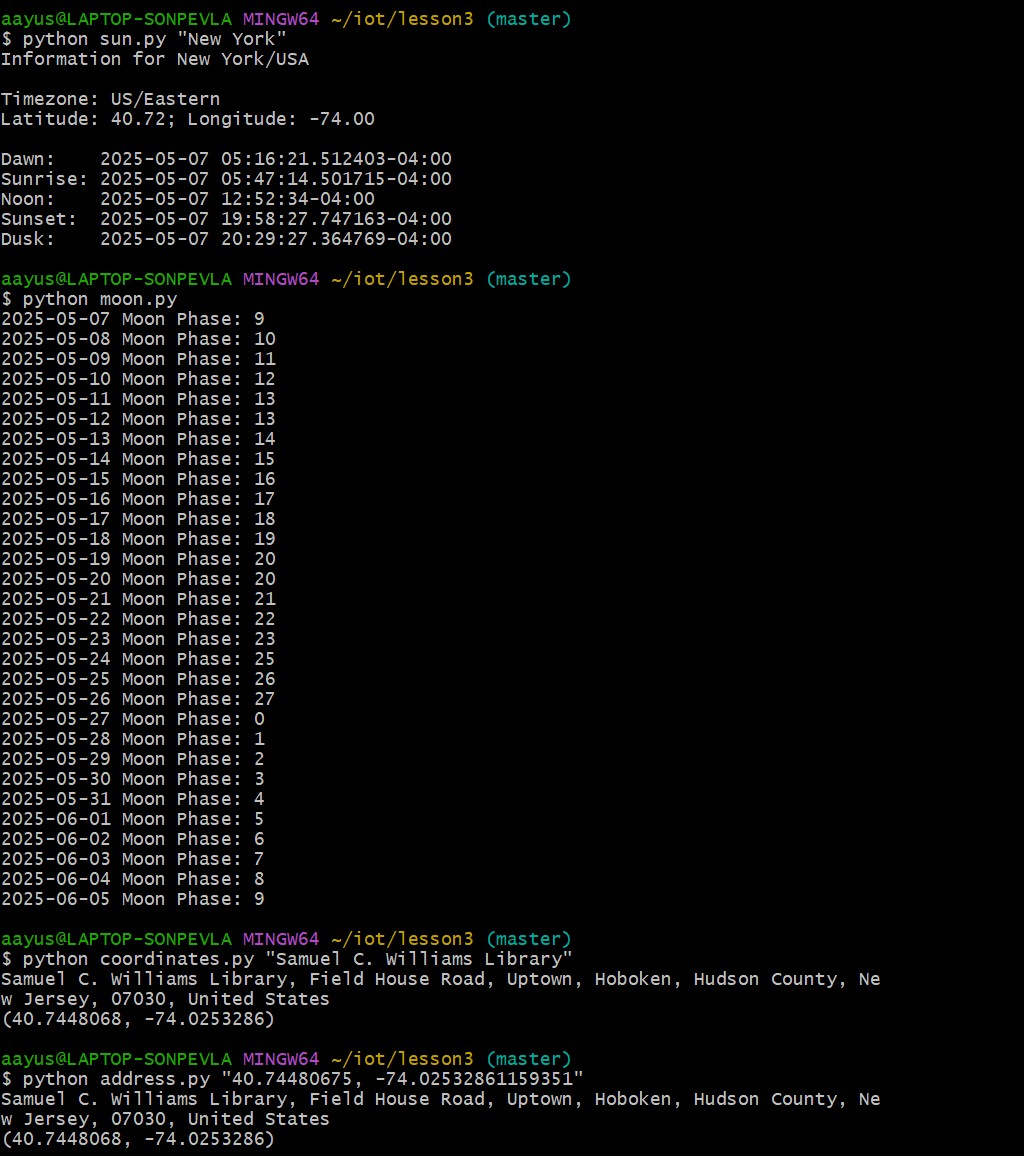 aayus@LAPTOP-SONPEVLA MINGW64 ~/iot/lesson3 (master)
$ python sun.py "New York"
Information for New York/USA
Timezone: US/Eastern
Latitude: 40.72; Longitude: -74.00
Dawn:    2025-05-07 05:16:21.512403-04:00
Sunrise: 2025-05-07 05:47:14.501715-04:00
Noon:    2025-05-07 12:52:34-04:00
Sunset:  2025-05-07 19:58:27.747163-04:00
Dusk:    2025-05-07 20:29:27.364769-04:00
aayus@LAPTOP-SONPEVLA MINGW64 ~/iot/lesson3 (master)
$ python moon.py
2025-05-07 Moon Phase: 9
2025-05-08 Moon Phase: 10
2025-05-09 Moon Phase: 11
2025-05-10 Moon Phase: 12
2025-05-11 Moon Phase: 13
2025-05-12 Moon Phase: 13
2025-05-13 Moon Phase: 14
2025-05-14 Moon Phase: 15
2025-05-15 Moon Phase: 16
2025-05-16 Moon Phase: 17
2025-05-17 Moon Phase: 18
2025-05-18 Moon Phase: 19
2025-05-19 Moon Phase: 20
2025-05-20 Moon Phase: 20
2025-05-21 Moon Phase: 21
2025-05-22 Moon Phase: 22
2025-05-23 Moon Phase: 23
2025-05-24 Moon Phase: 25
2025-05-25 Moon Phase: 26
2025-05-26 Moon Phase: 27
2025-05-27 Moon Phase: 0
2025-05-28 Moon Phase: 1
2025-05-29 Moon Phase: 2
2025-05-30 Moon Phase: 3
2025-05-31 Moon Phase: 4
2025-06-01 Moon Phase: 5
2025-06-02 Moon Phase: 6
2025-06-03 Moon Phase: 7
2025-06-04 Moon Phase: 8
2025-06-05 Moon Phase: 9
aayus@LAPTOP-SONPEVLA MINGW64 ~/iot/lesson3 (master)
$ python coordinates.py "Samuel C. Williams Library"
Samuel C. Williams Library, Field House Road, Uptown, Hoboken, Hudson County, Ne
w Jersey, 07030, United States
(40.7448068, -74.0253286)
aayus@LAPTOP-SONPEVLA MINGW64 ~/iot/lesson3 (master)
$ python address.py "40.74480675, -74.02532861159351"
Samuel C. Williams Library, Field House Road, Uptown, Hoboken, Hudson County, Ne
w Jersey, 07030, United States
(40.7448068, -74.0253286)